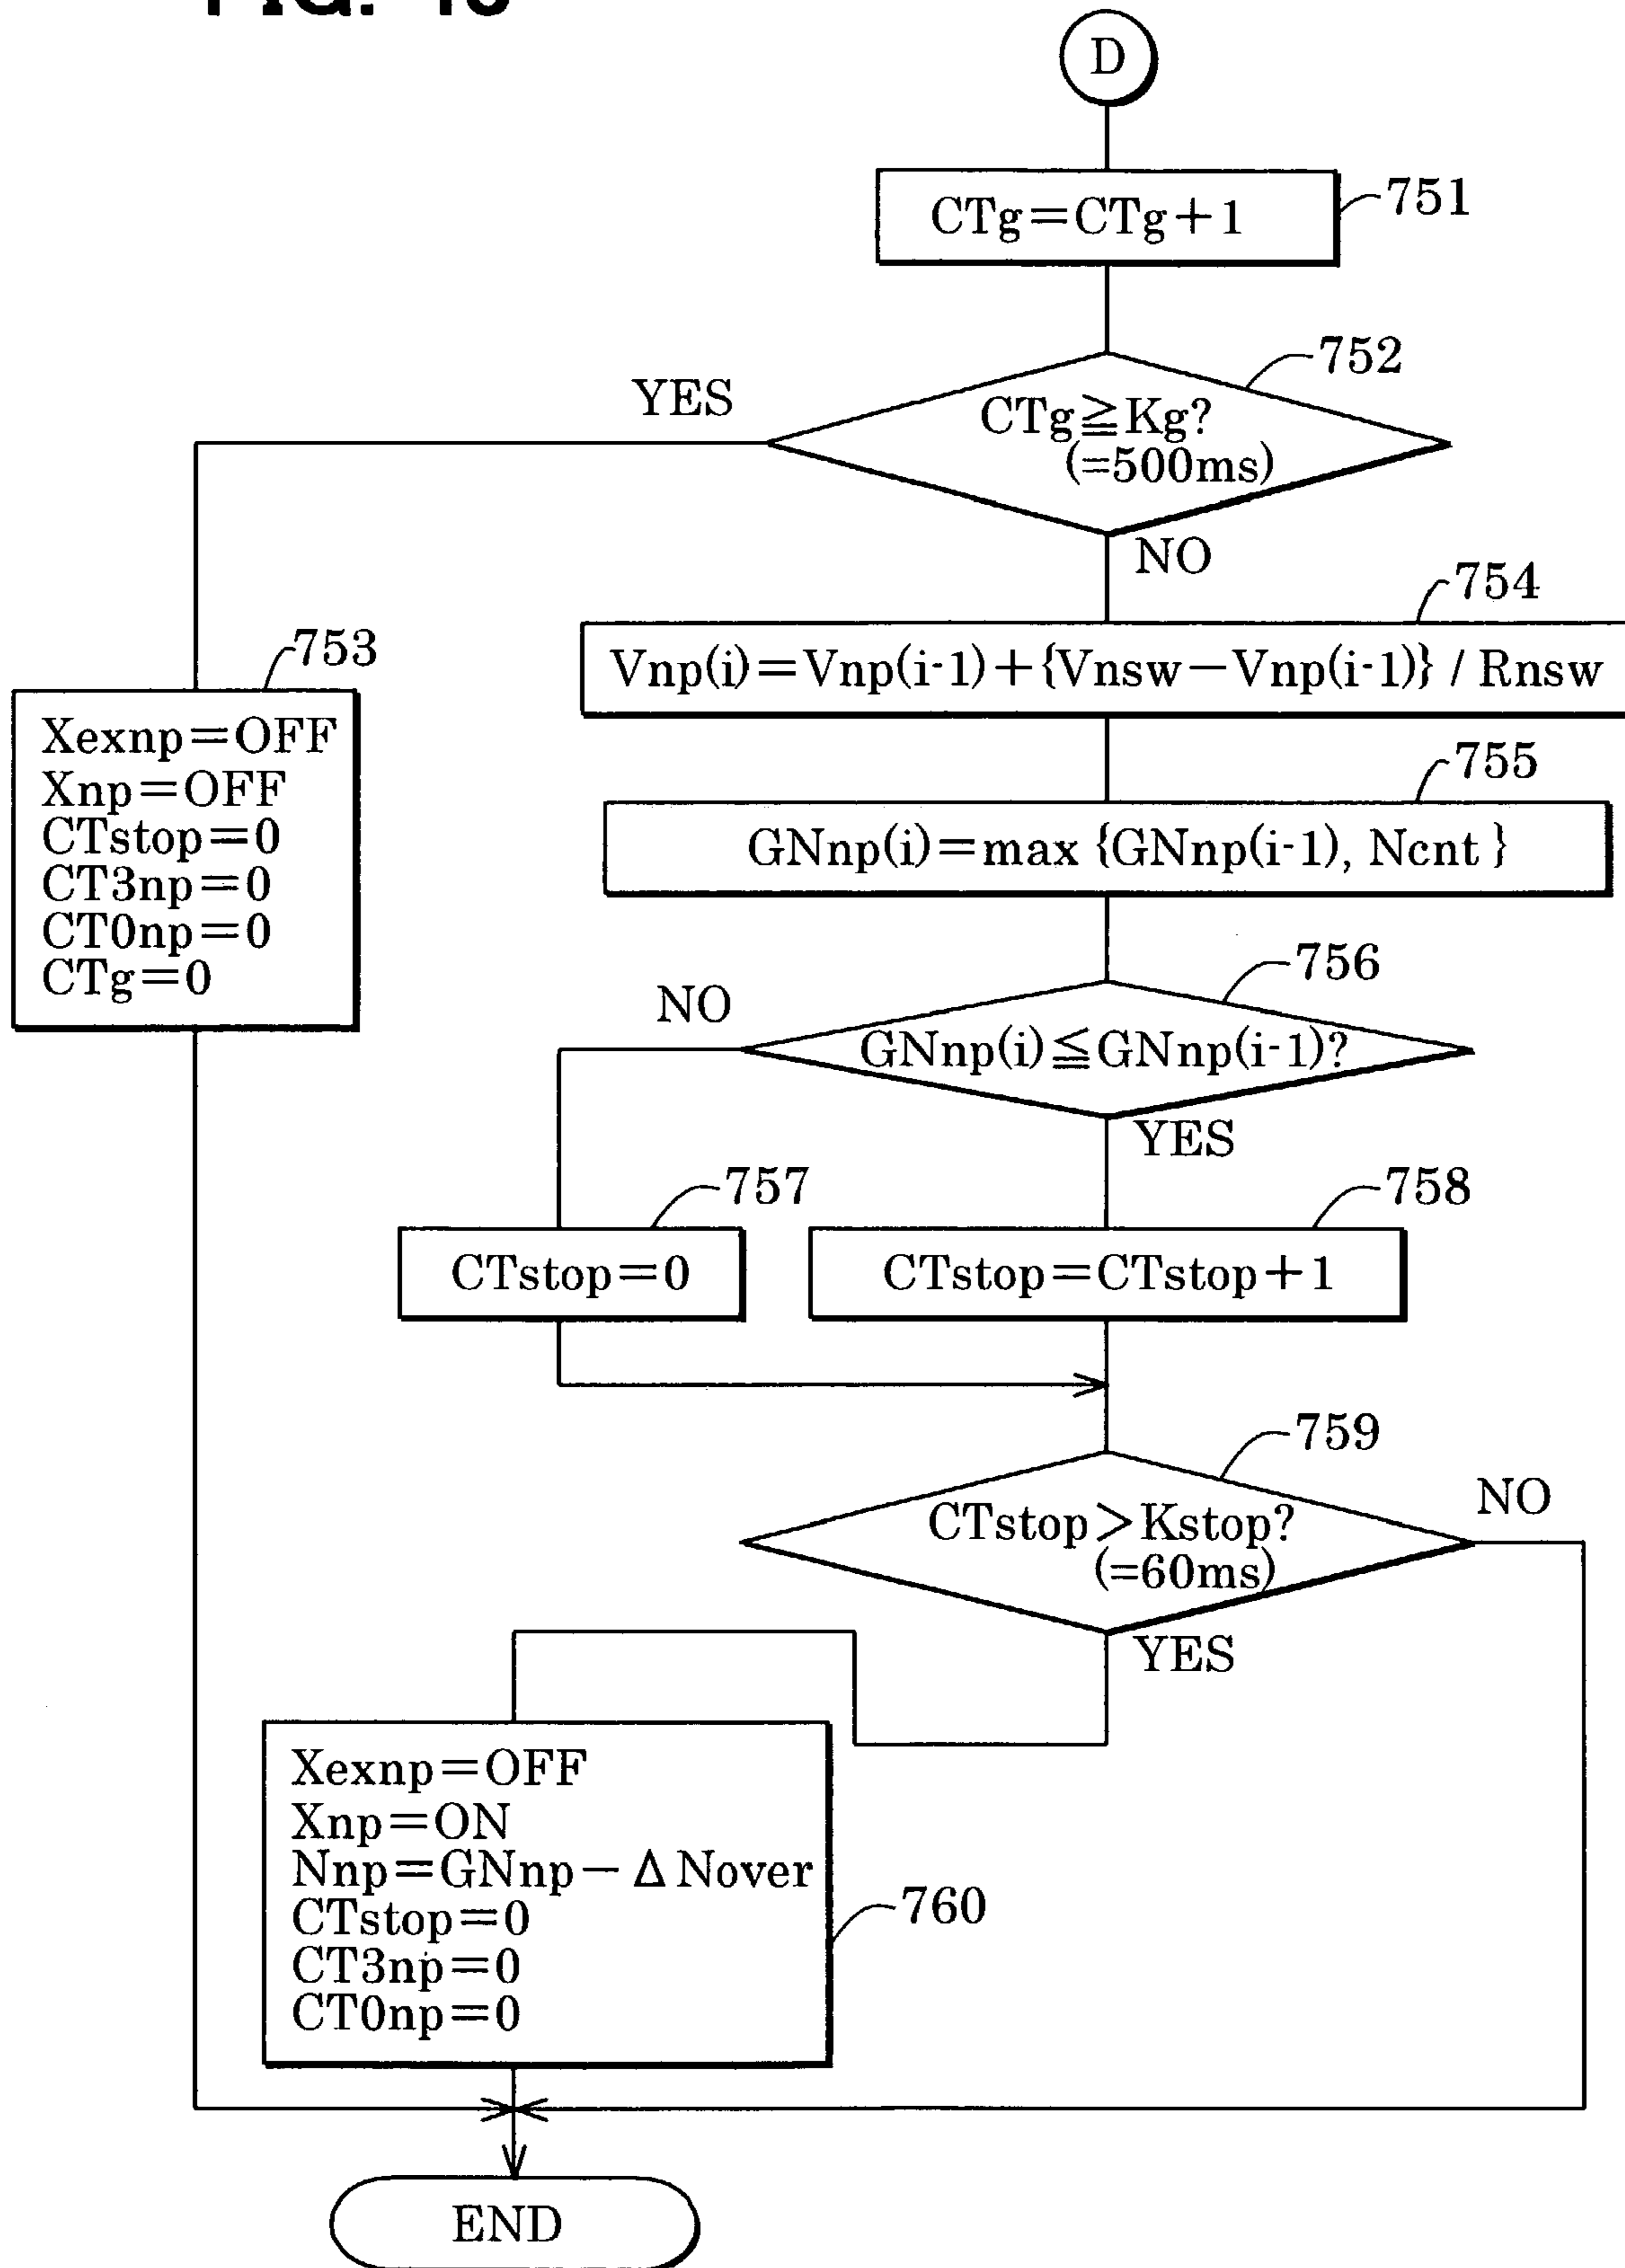 D
CTg=CTg+1
751
752
YES
CTg≧Kg?
(=500ms)
NO
754
Vnp(i)=Vnp(i-1)+{Vnsw-Vnp(i-1)} / Rnsw
753
Xexnp=OFF
Xnp=OFF
CTstop=0
CT3np=0
CT0np=0
CTg=0
755
GNnp(i)=max {GNnp(i-1), Ncnt }
756
NO
GNnp(i)≦GNnp(i-1)?
YES
757
CTstop=0
758
CTstop=CTstop+1
759
NO
CTstop>Kstop?
(=60ms)
YES
Xexnp=OFF
Xnp=ON
Nnp=GNnp-Δ Nover
CTstop=0
CT3np=0
CT0np=0
760
END